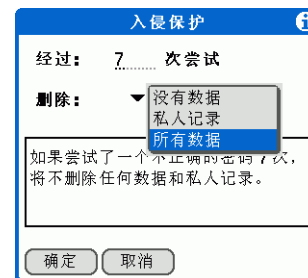 入侵保护
经过： 7 次尝试
删除：
没有数据
私人记录
所有数据
如果尝试了一个不正确的密码 7 次，
将不删除任何数据和私人记录。
确定 取消